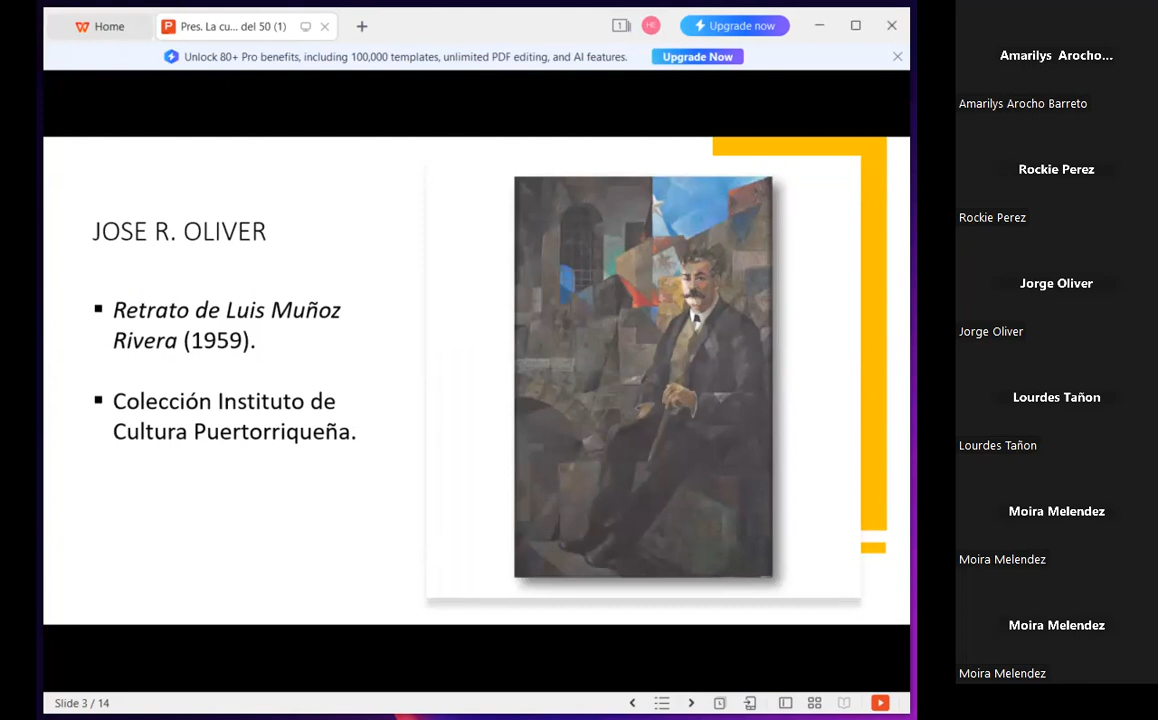 Home
Pres. La cu... del 50 (1)
1
HE
Upgrade now
Unlock 80+ Pro benefits, including 100,000 templates, unlimited PDF editing, and AI features.
Upgrade Now
JOSE R. OLIVER
Retrato de Luis Muñoz
Rivera (1959).
Colección Instituto de
Cultura Puertorriqueña.
Slide 3 / 14
Amarilys Arocho...
Amarilys Arocho Barreto
Rockie Perez
Rockie Perez
Jorge Oliver
Jorge Oliver
Lourdes Tañon
Lourdes Tañon
Moira Melendez
Moira Melendez
Moira Melendez
Moira Melendez